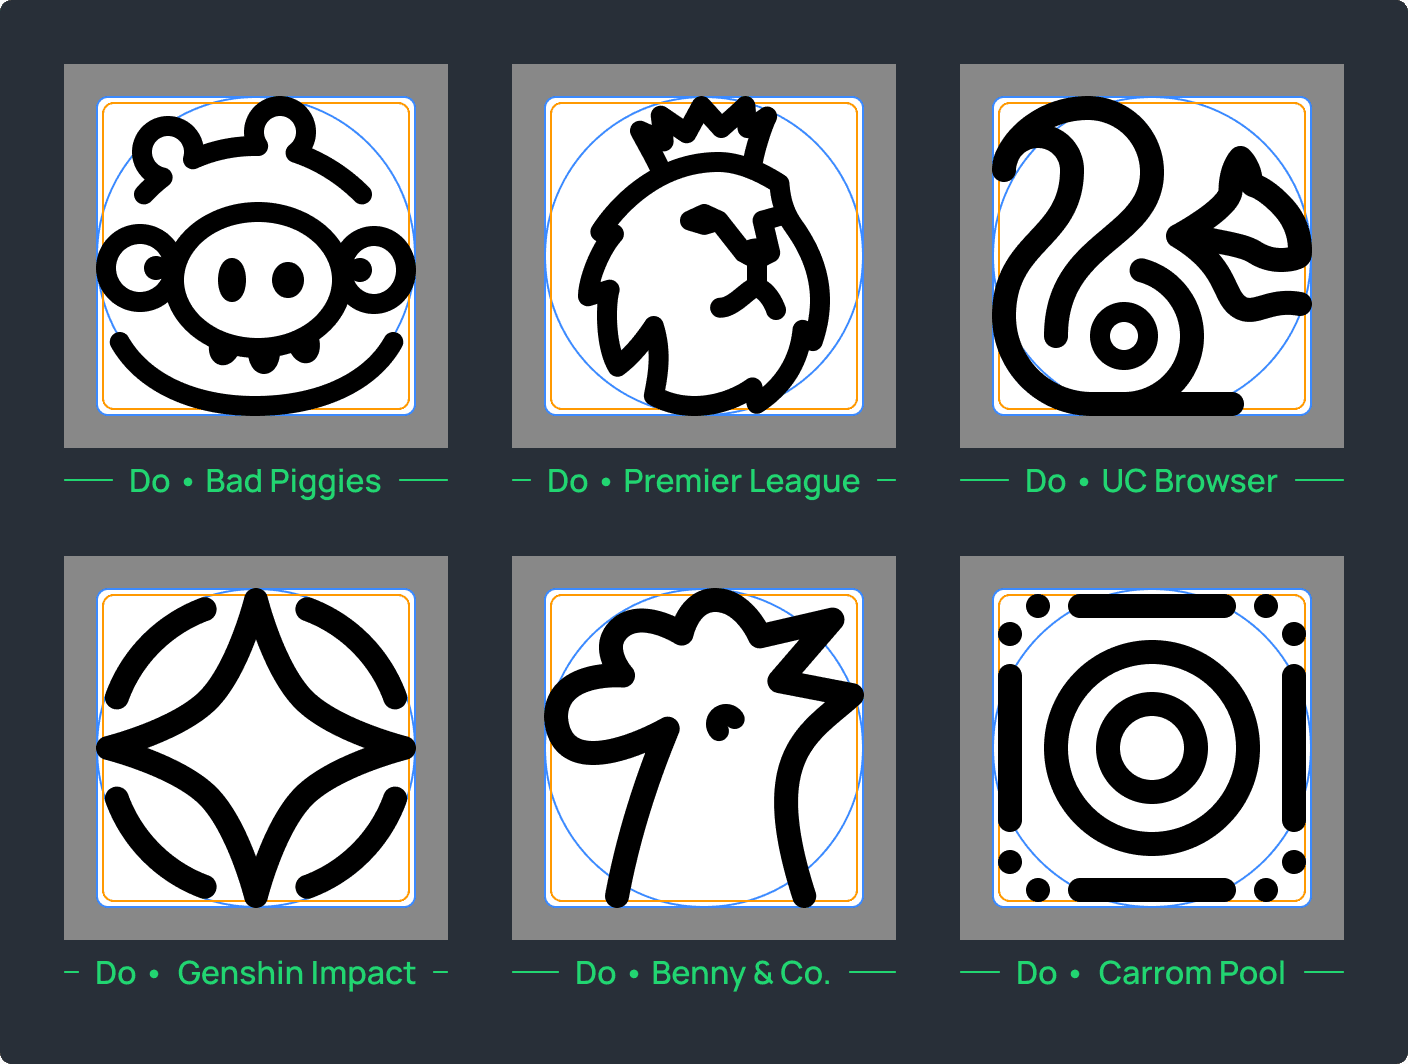 Do • Bad Piggies
Do • Premier League
Do • UC Browser
Do • Genshin Impact
Do • Benny & Co.
Do • Carrom Pool